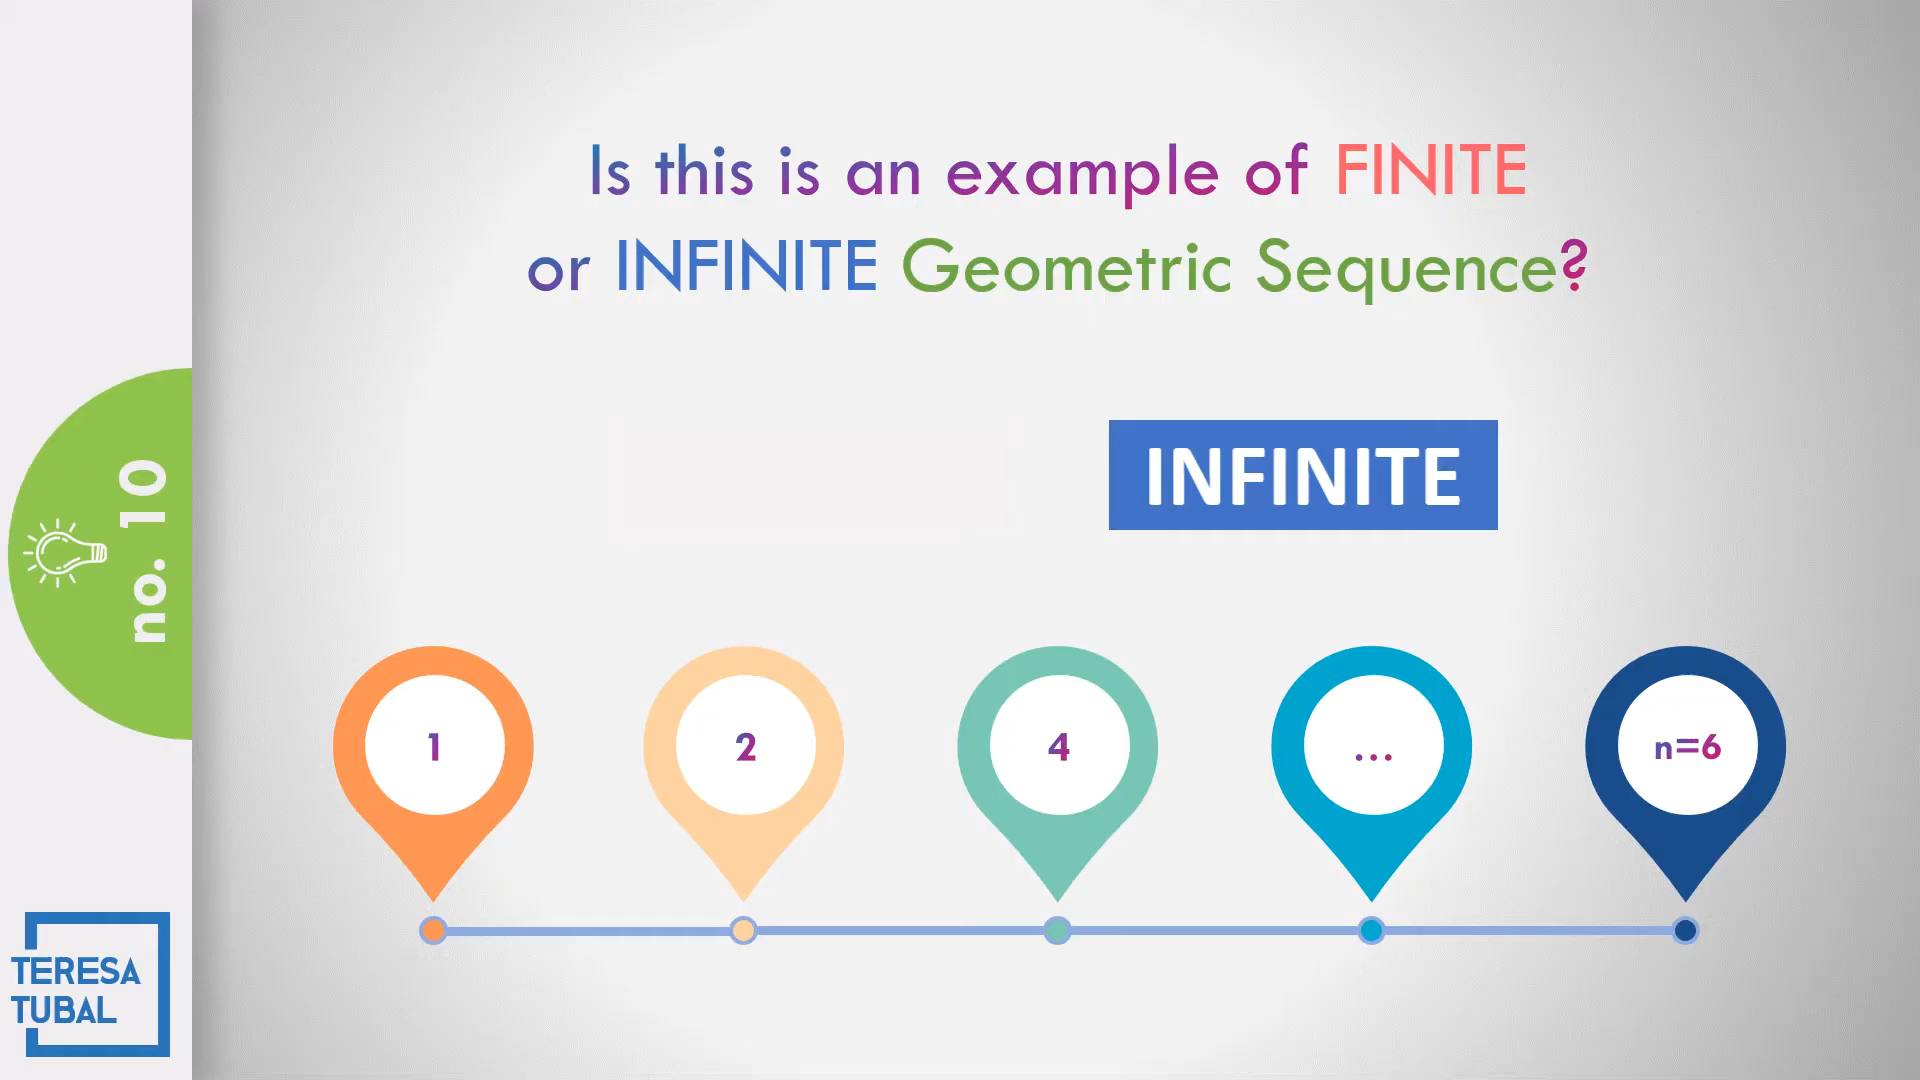 Is this is an example of FINITE
or INFINITE Geometric Sequence?
INFINITE
no. 10
1
2
4
...
n=6
TERESA
TUBAL